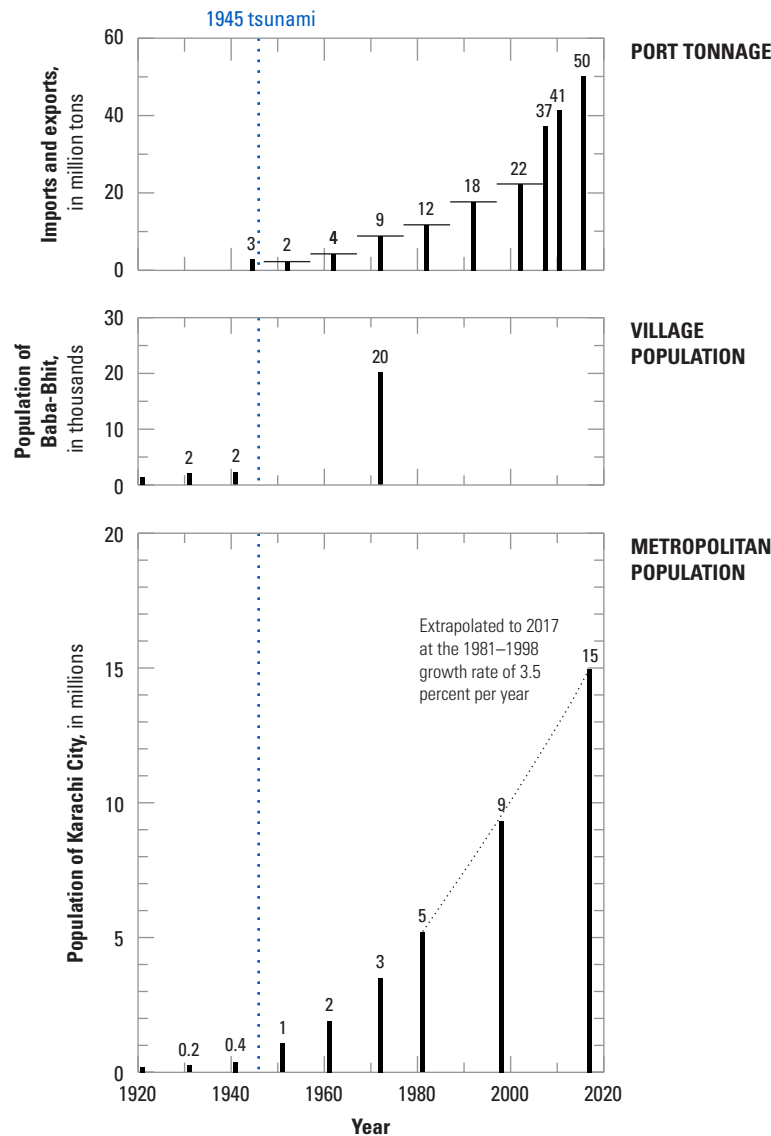 1945 tsunami
PORT TONNAGE
Imports and exports,
in million tons
60
40
20
0
3
2
4
9
12
18
22
37
41
50
VILLAGE
POPULATION
Population of
Baba-Bhit,
in thousands
30
20
10
0
2
2
20
METROPOLITAN
POPULATION
Population of Karachi City, in millions
20
15
10
5
0
0.2
0.4
1
2
3
5
9
15
Extrapolated to 2017
at the 1981–1998
growth rate of 3.5
percent per year
1920 1940 1960 1980 2000 2020
Year